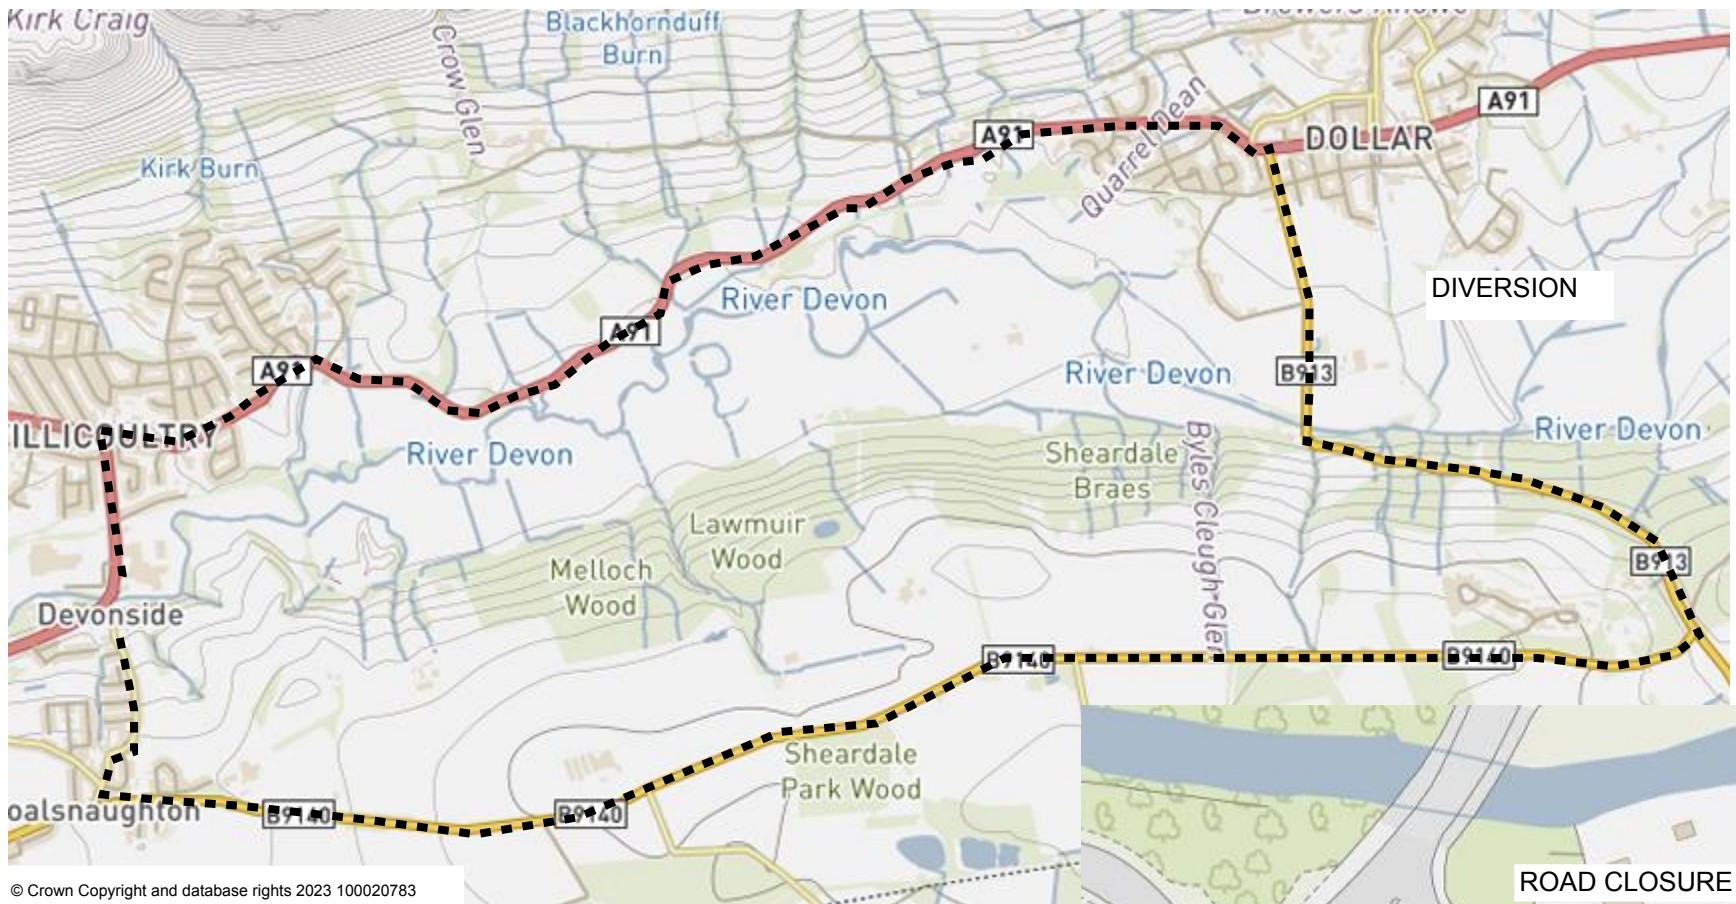 Kirk Craig
Crow Glen
Blackhornduff
Burn
Kirk Burn
A91
Quarrel Dean
DOLLAR
A91
DIVERSION
River Devon
A91
A91
River Devon
B913
ILLICOULTRY
River Devon
River Devon
Sheardale
Braes
Byles Cleugh Glen
Lawmuir
Wood
Melloch
Wood
B913
Devonside
B9140
B9140
Sheardale
Park Wood
oalsnaughton
B9140
B9140
© Crown Copyright and database rights 2023 100020783
ROAD CLOSURE